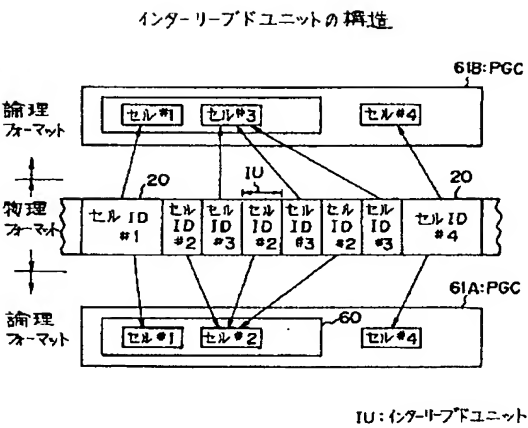 インターリーブドユニットの構造
61B:PGC
論理
フォーマット
セル#1
セル#3
セル#4
IU
20
20
物理
フォーマット
セル ID
#1
セル
ID
#2
セル
ID
#3
セル
ID
#2
セル
ID
#3
セル
ID
#2
セル
ID
#3
セル ID
#4
61A:PGC
論理
フォーマット
60
セル#1
セル#2
セル#4
IU:インターリーブドユニット